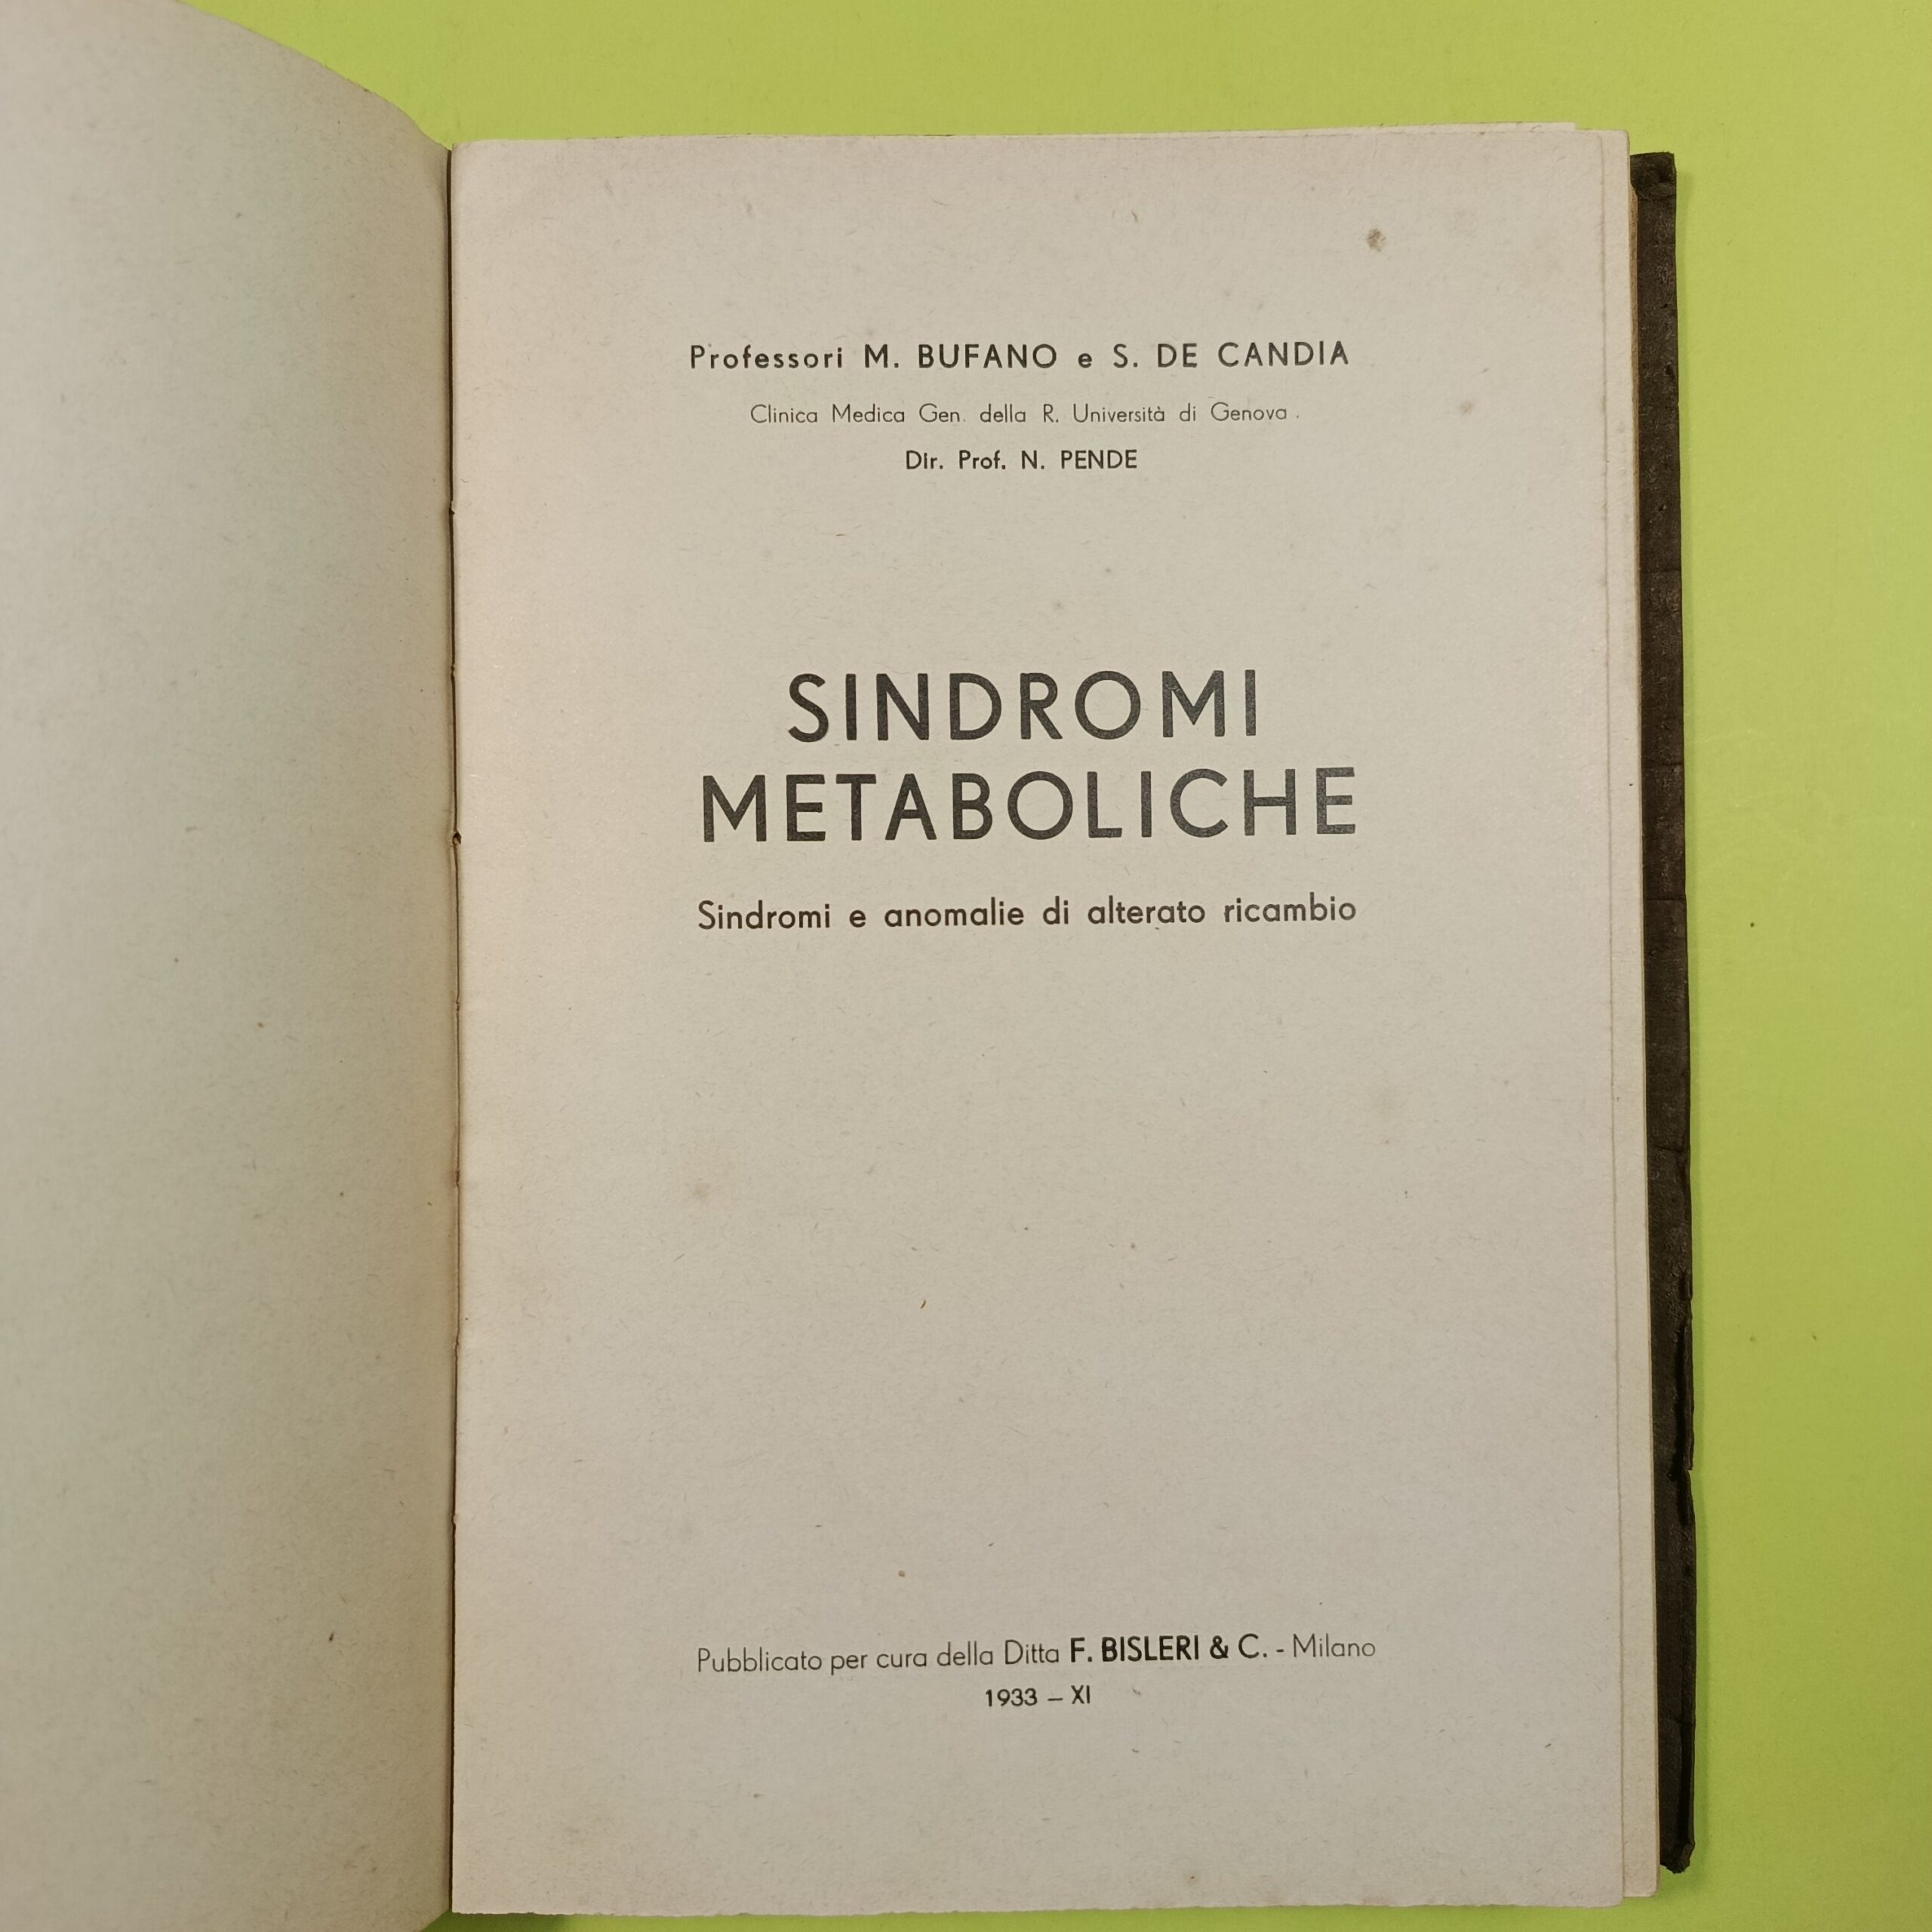 Professori M. BUFANO e S. DE CANDIA
Clinica Medica Gen. della R. Università di Genova.
Dir. Prof. N. PENDE
SINDROMI
METABOLICHE
Sindromi e anomalie di alterato ricambio
Pubblicato per cura della Ditta F. BISLERI & C. - Milano
1933 – XI